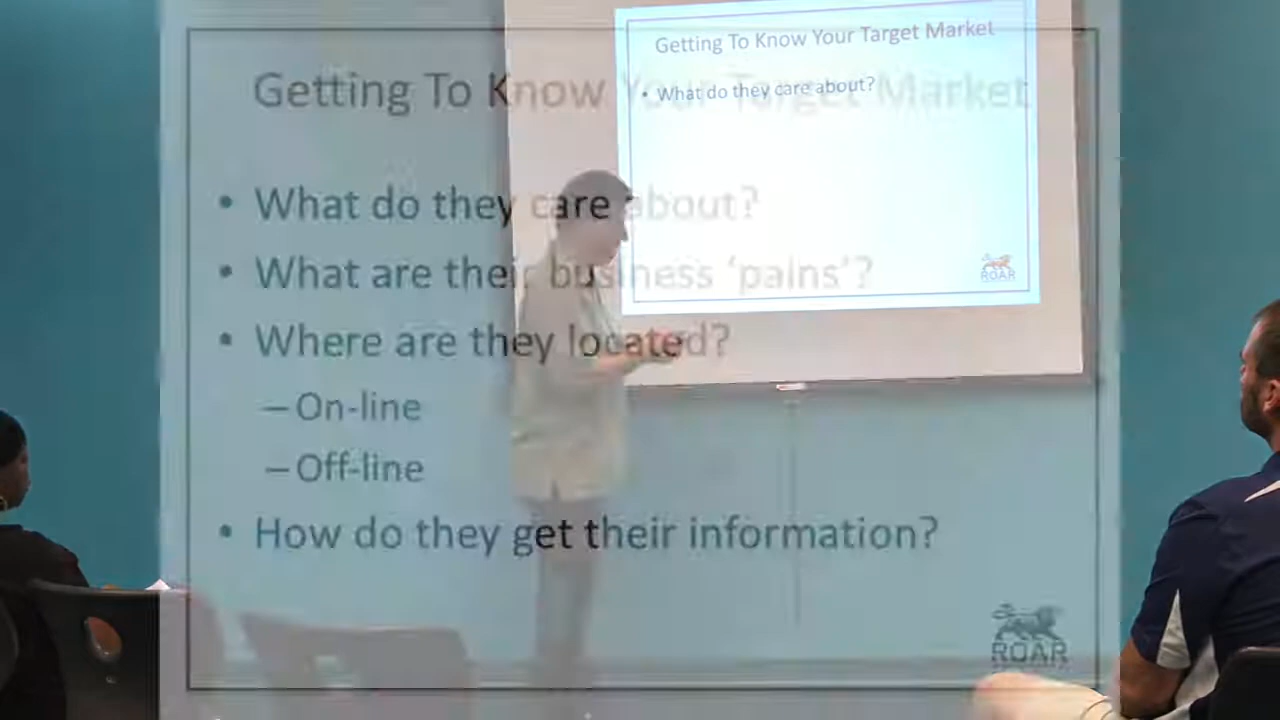 Getting To Know Your Target Market
• What do they care about?
• What are their business ‘pains’?
• Where are they located?
– On-line
– Off-line
• How do they get their information?
ROAR
Getting To Know Your Target Market
• What do they care about?
ROAR